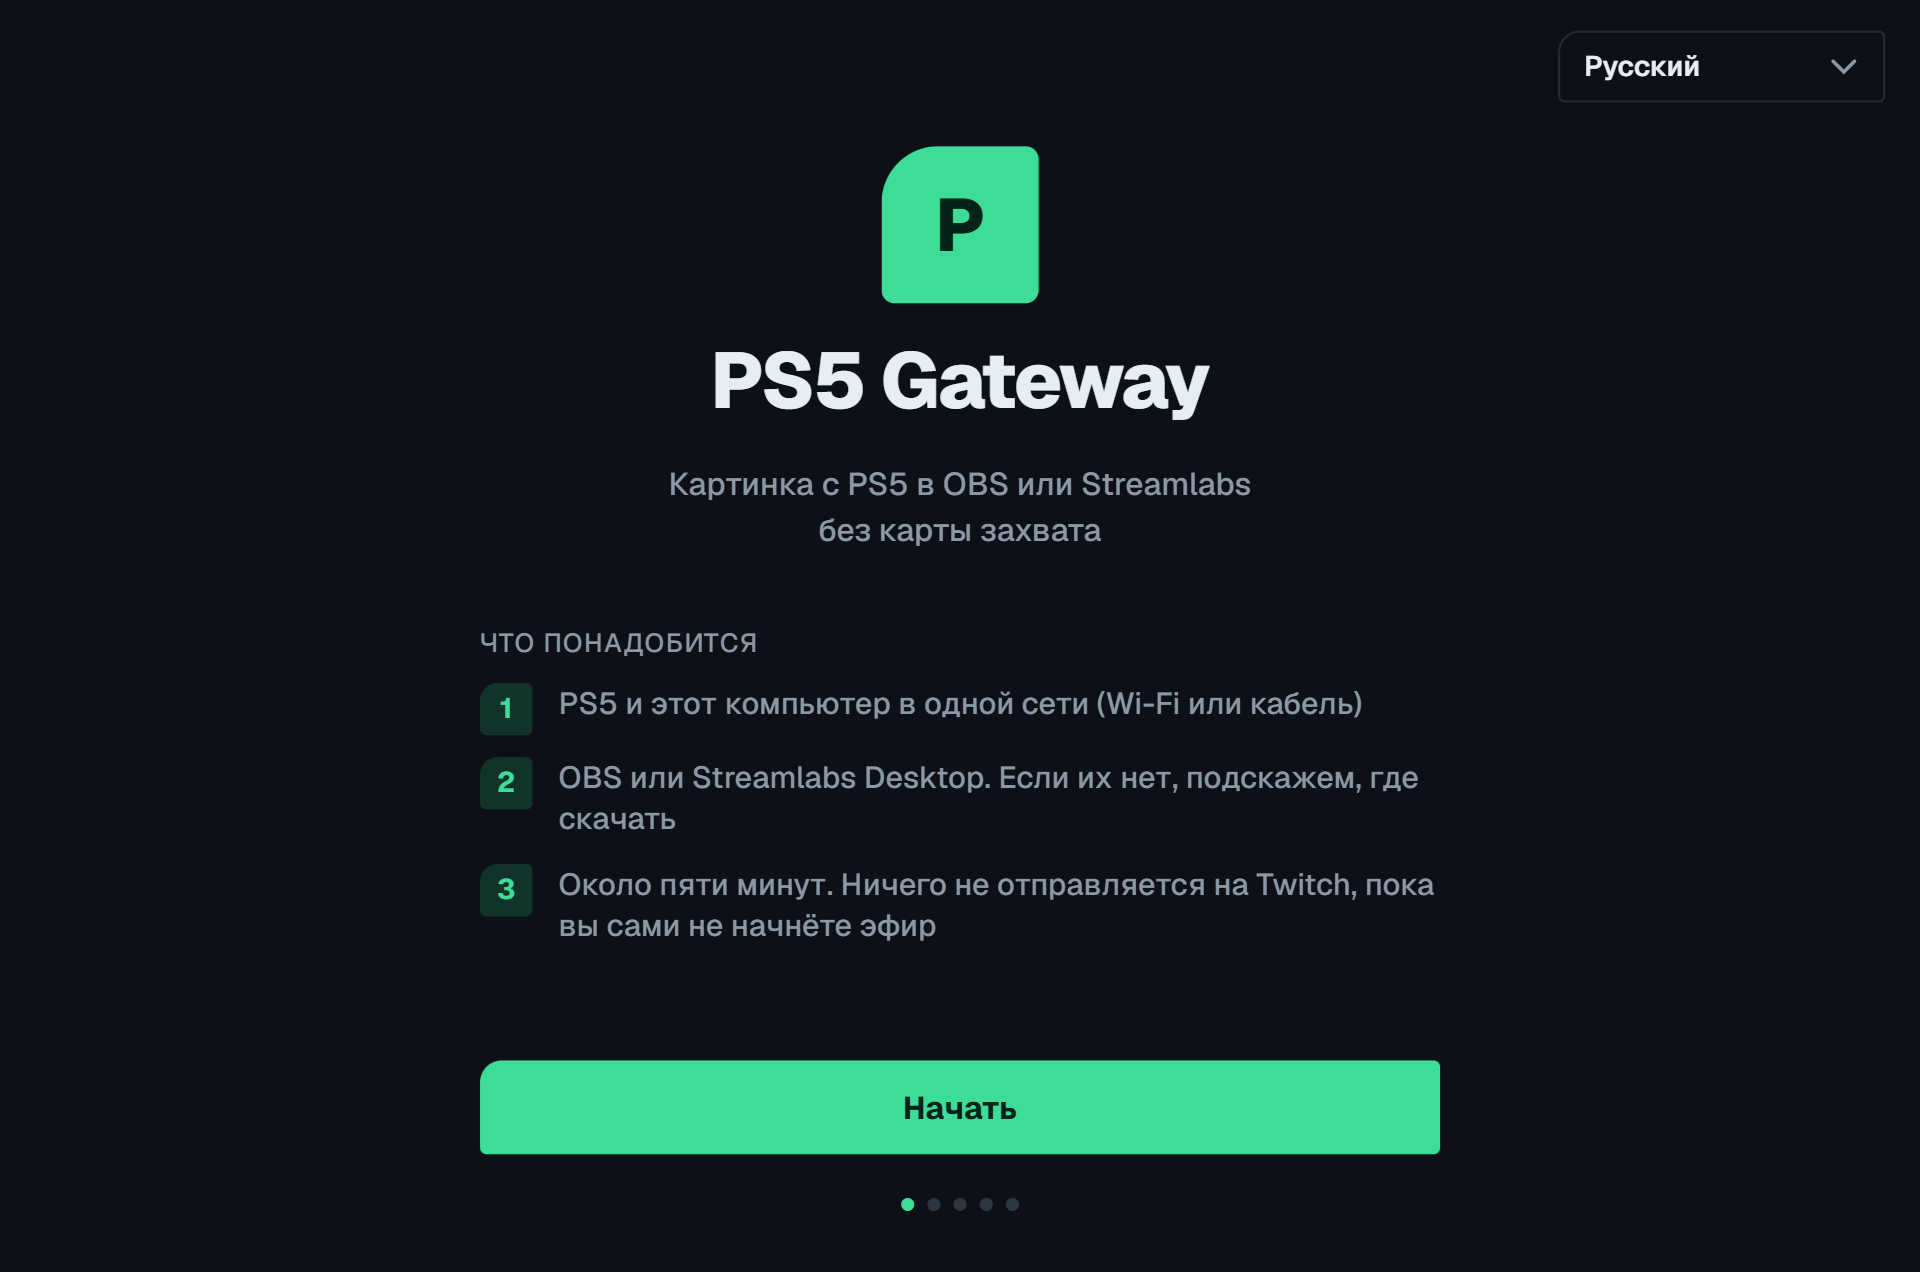 Русский
P
PS5 Gateway
Картинка с PS5 в OBS или Streamlabs
без карты захвата
ЧТО ПОНАДОБИТСЯ
1 PS5 и этот компьютер в одной сети (Wi-Fi или кабель)
2 OBS или Streamlabs Desktop. Если их нет, подскажем, где
скачать
3 Около пяти минут. Ничего не отправляется на Twitch, пока
вы сами не начнёте эфир
Начать